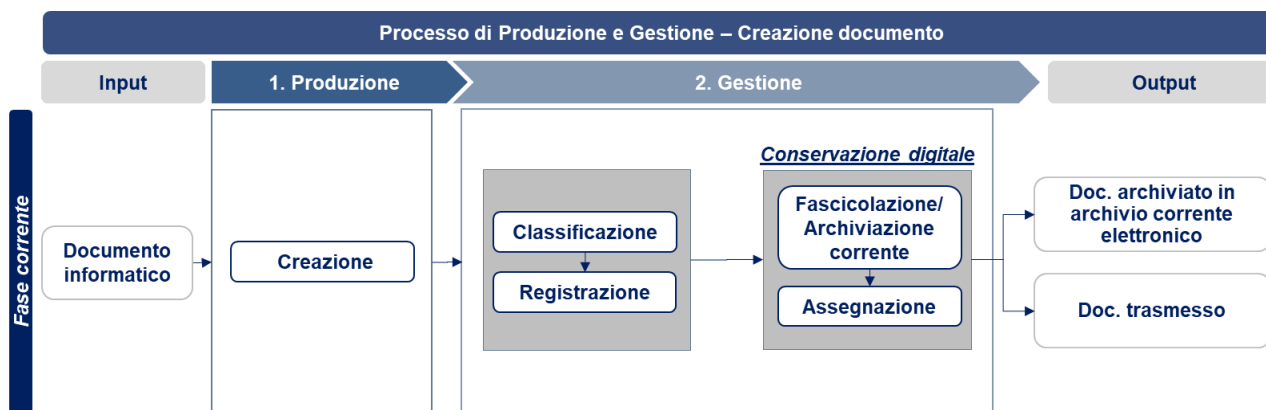 Processo di Produzione e Gestione – Creazione documento
Input
1. Produzione
2. Gestione
Output
Fase corrente
Documento
informatico
Creazione
Classificazione
Registrazione
Conservazione digitale
Fascicolazione/
Archiviazione
corrente
Assegnazione
Doc. archiviato in
archivio corrente
elettronico
Doc. trasmesso